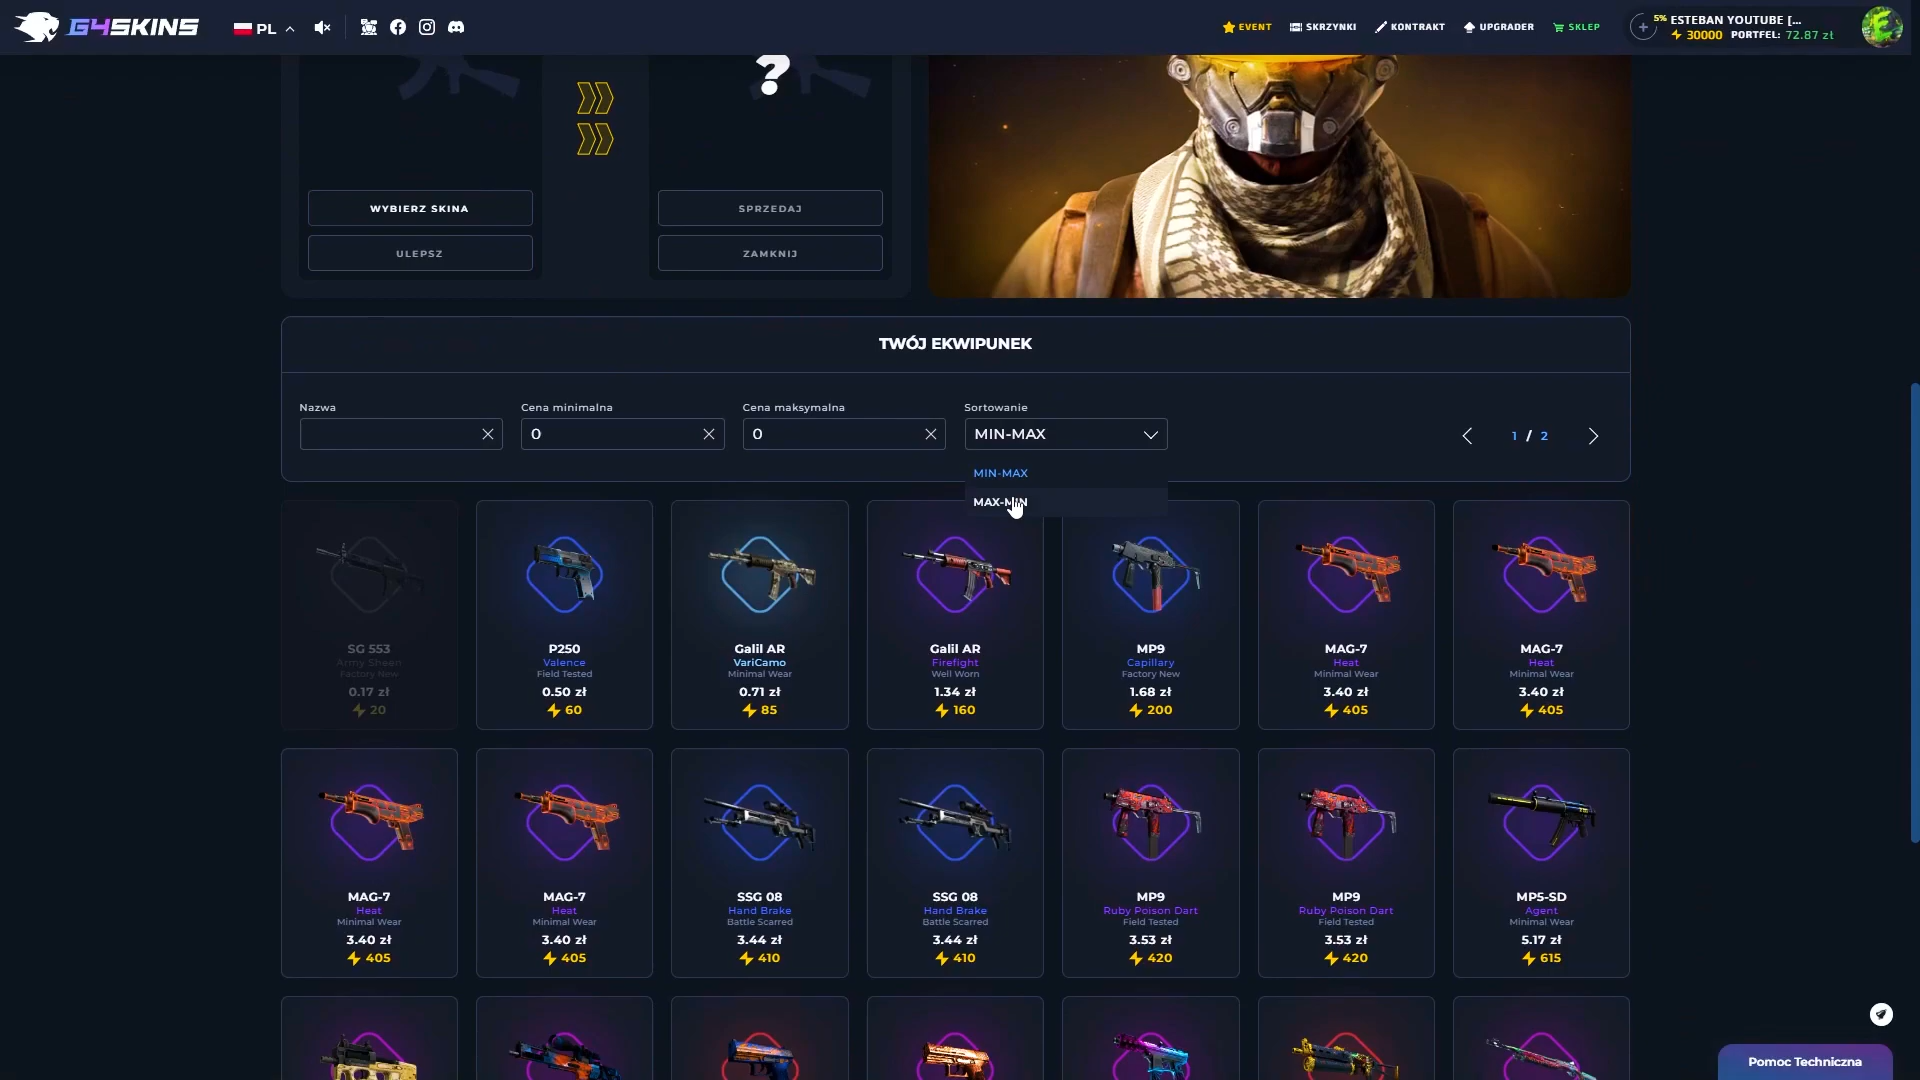 G4SKINS
PL
EVENT
SKRZYNKI
KONTRAKT
UPGRADER
SKLEP
5% ESTEBAN YOUTUBE [...
30000 PORTFEL: 72.87 zł
?
WYBIERZ SKINA
SPRZEDAJ
ULEPSZ
ZAMKNIJ
TWÓJ EKWIPUNEK
Nazwa
Cena minimalna
Cena maksymalna
Sortowanie
0
0
MIN-MAX
1 / 2
MIN-MAX
MAX-MIN
SG 553
Army Sheen
Factory New
0.17 zł
20
P250
Valence
Field Tested
0.50 zł
60
Galil AR
VariCamo
Minimal Wear
0.71 zł
85
Galil AR
Firefight
Well Worn
1.34 zł
160
MP9
Capillary
Factory New
1.68 zł
200
MAG-7
Heat
Minimal Wear
3.40 zł
405
MAG-7
Heat
Minimal Wear
3.40 zł
405
MAG-7
Heat
Minimal Wear
3.40 zł
405
MAG-7
Heat
Minimal Wear
3.40 zł
405
SSG 08
Hand Brake
Battle Scarred
3.44 zł
410
SSG 08
Hand Brake
Battle Scarred
3.44 zł
410
MP9
Ruby Poison Dart
Field Tested
3.53 zł
420
MP9
Ruby Poison Dart
Field Tested
3.53 zł
420
MP5-SD
Agent
Minimal Wear
5.17 zł
615
Pomoc Techniczna